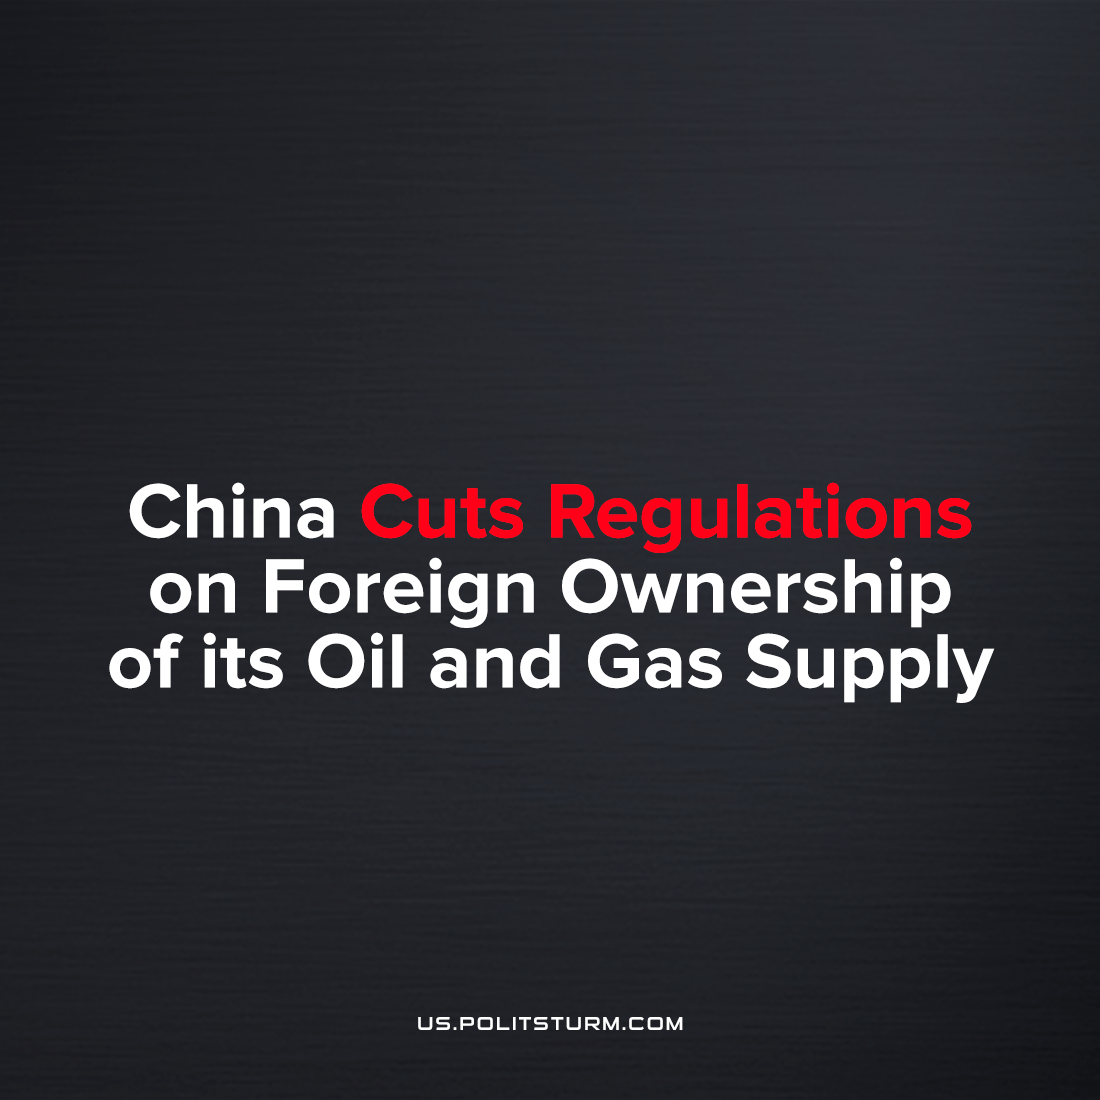 China Cuts Regulations
on Foreign Ownership
of its Oil and Gas Supply
US.POLITSTURM.COM